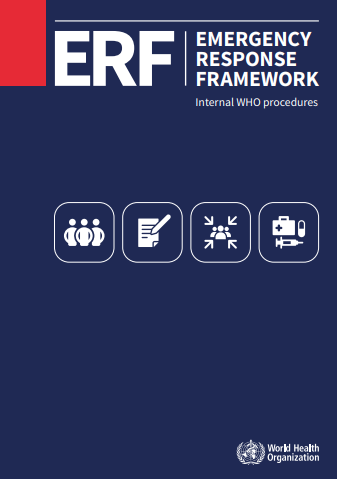 ERF
EMERGENCY
RESPONSE
FRAMEWORK
Internal WHO procedures
World Health
Organization